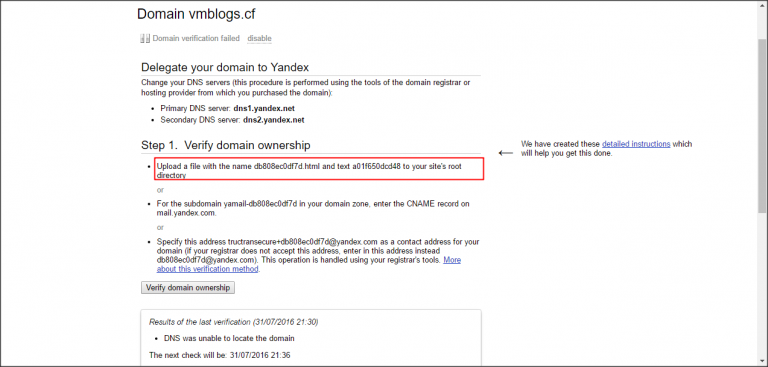 Domain vmblogs.cf
Domain verification failed disable
Delegate your domain to Yandex
Change your DNS servers (this procedure is performed using the tools of the domain registrar or
hosting provider from which you purchased the domain):
• Primary DNS server: dns1.yandex.net
• Secondary DNS server: dns2.yandex.net
Step 1. Verify domain ownership
• Upload a file with the name db808ec0df7d.html and text a01f650dcd48 to your site's root
directory
or
• For the subdomain yamail-db808ec0df7d in your domain zone, enter the CNAME record on
mail.yandex.com.
or
• Specify this address tructransecure+db808ec0df7d@yandex.com as a contact address for your
domain (if your registrar does not accept this address, enter in this address instead
db808ec0df7d@yandex.com). This operation is handled using your registrar's tools. More
about this verification method.
← We have created these detailed instructions which
will help you get this done.
Verify domain ownership
Results of the last verification (31/07/2016 21:30)
• DNS was unable to locate the domain
The next check will be: 31/07/2016 21:36